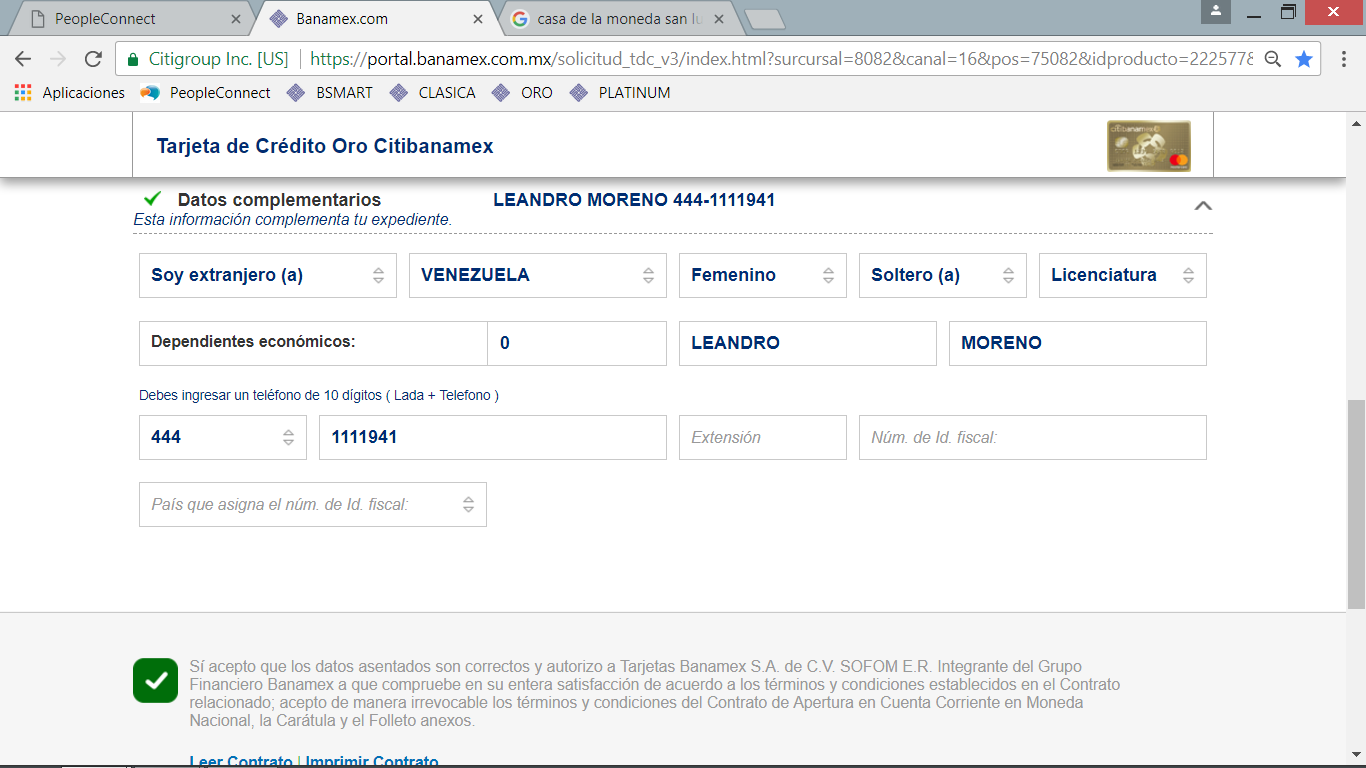 PeopleConnect
Banamex.com
casa de la moneda san lu
Citigroup Inc. [US]
https://portal.banamex.com.mx/solicitud_tdc_v3/index.html?sursursal=8082&canal=16&pos=75082&idproducto=222577&
Aplicaciones
PeopleConnect
BSMART
CLASICA
ORO
PLATINUM
Tarjeta de Crédito Oro Citibanamex
citibanamex
Datos complementarios
LEANDRO MORENO 444-1111941
Esta información complementa tu expediente.
Soy extranjero (a)
VENEZUELA
Femenino
Soltero (a)
Licenciatura
Dependientes económicos:
0
LEANDRO
MORENO
Debes ingresar un teléfono de 10 dígitos ( Lada + Telefono )
444
1111941
Extensión
Núm. de Id. fiscal:
País que asigna el núm. de Id. fiscal:
Sí acepto que los datos asentados son correctos y autorizo a Tarjetas Banamex S.A. de C.V. SOFOM E.R. Integrante del Grupo
Financiero Banamex a que compruebe en su entera satisfacción de acuerdo a los términos y condiciones establecidos en el Contrato
relacionado; acepto de manera irrevocable los términos y condiciones del Contrato de Apertura en Cuenta Corriente en Moneda
Nacional, la Carátula y el Folleto anexos.
Leer Contrato | Imprimir Contrato